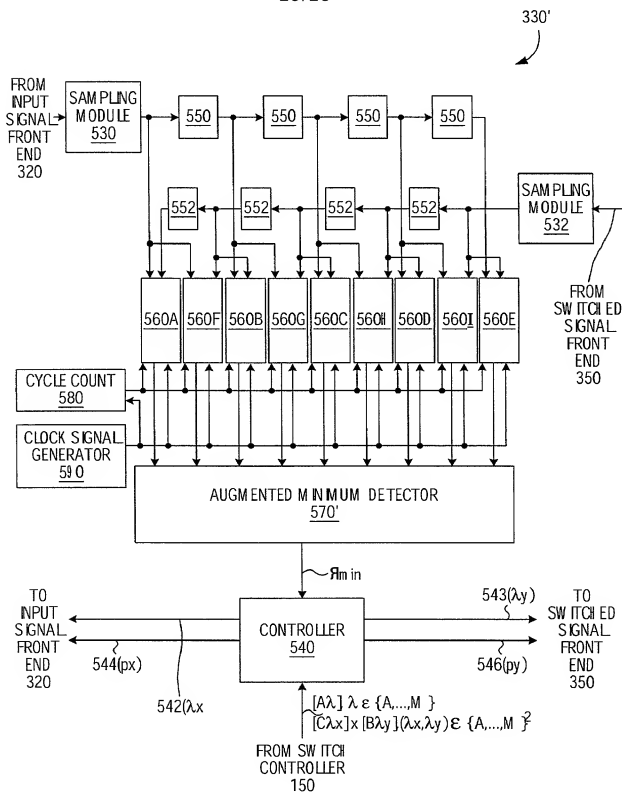 330'
FROM
INPUT
SIGNAL
FRONT
END
320
SAMPLING
MODULE
530
550
550
550
550
552
552
552
552
SAMPLING
MODULE
532
FROM
SWITCHED
SIGNAL
FRONT
END
350
560A
560F
560B
560G
560C
560H
560D
560I
560E
CYCLE COUNT
580
CLOCK SIGNAL
GENERATOR
590
AUGMENTED MINIMUM DETECTOR
570'
Яmin
TO
INPUT
SIGNAL
FRONT
END
320
544(px)
542(λx
CONTROLLER
540
543(λy)
546(py)
TO
SWITCHED
SIGNAL
FRONT
END
350
[Aλ] λ ε {A,...,M }
[Cλx] x [Bλy].(λx,λy) ε {A,...,M }²
FROM SWITCH
CONTROLLER
150